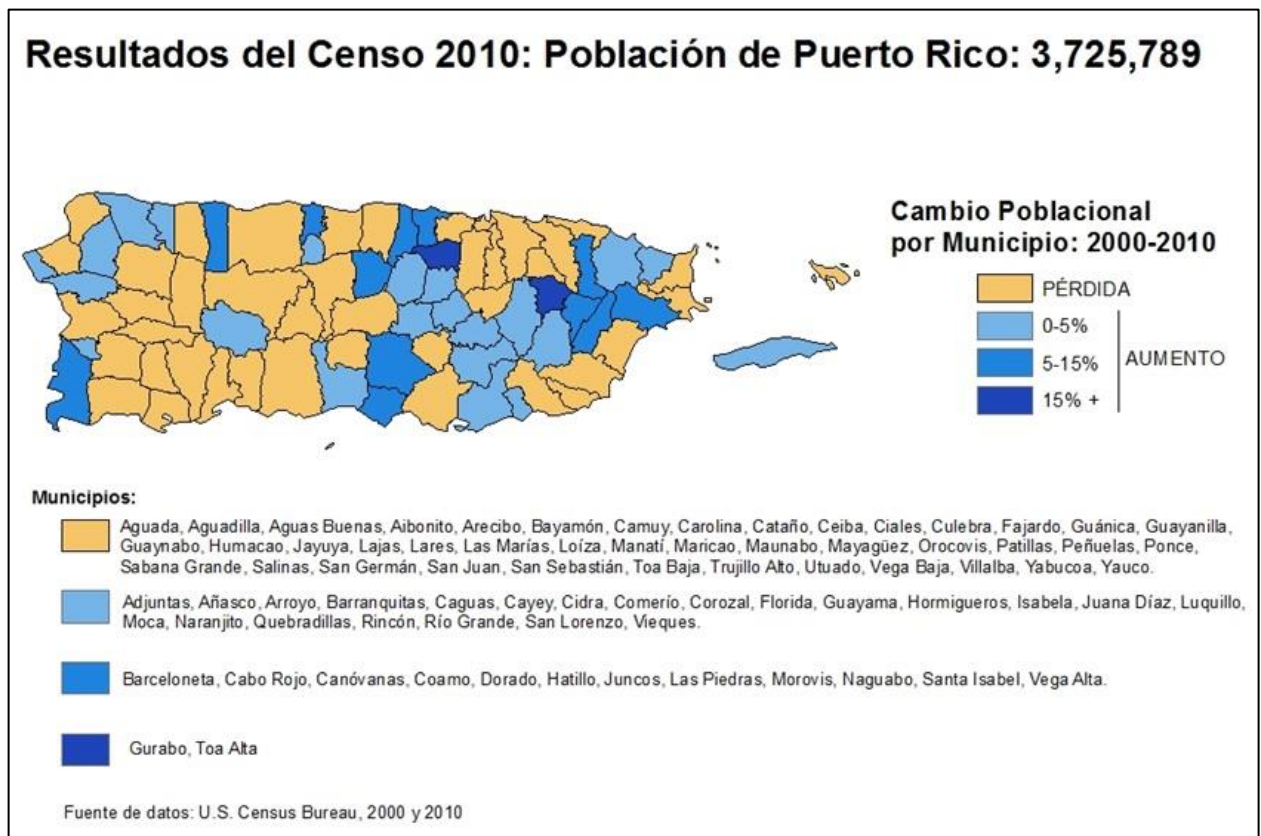 Resultados del Censo 2010: Población de Puerto Rico: 3,725,789
Cambio Poblacional
por Municipio: 2000-2010
PÉRDIDA
0-5%
5-15%
15% +
AUMENTO
Municipios:
Aguada, Aguadilla, Aguas Buenas, Aibonito, Arecibo, Bayamón, Camuy, Carolina, Cataño, Ceiba, Ciales, Culebra, Fajardo, Guánica, Guayanilla,
Guaynabo, Humacao, Jayuya, Lajas, Lares, Las Marías, Loíza, Manatí, Maricao, Maunabo, Mayagüez, Orocovis, Patillas, Peñuelas, Ponce,
Sabana Grande, Salinas, San Germán, San Juan, San Sebastián, Toa Baja, Trujillo Alto, Utuado, Vega Baja, Villalba, Yabucoa, Yauco.
Adjuntas, Añasco, Arroyo, Barranquitas, Caguas, Cayey, Cidra, Comerío, Corozal, Florida, Guayama, Hormigueros, Isabela, Juana Díaz, Luquillo,
Moca, Naranjito, Quebradillas, Rincón, Río Grande, San Lorenzo, Vieques.
Barceloneta, Cabo Rojo, Canóvanas, Coamo, Dorado, Hatillo, Juncos, Las Piedras, Morovis, Naguabo, Santa Isabel, Vega Alta.
Gurabo, Toa Alta
Fuente de datos: U.S. Census Bureau, 2000 y 2010